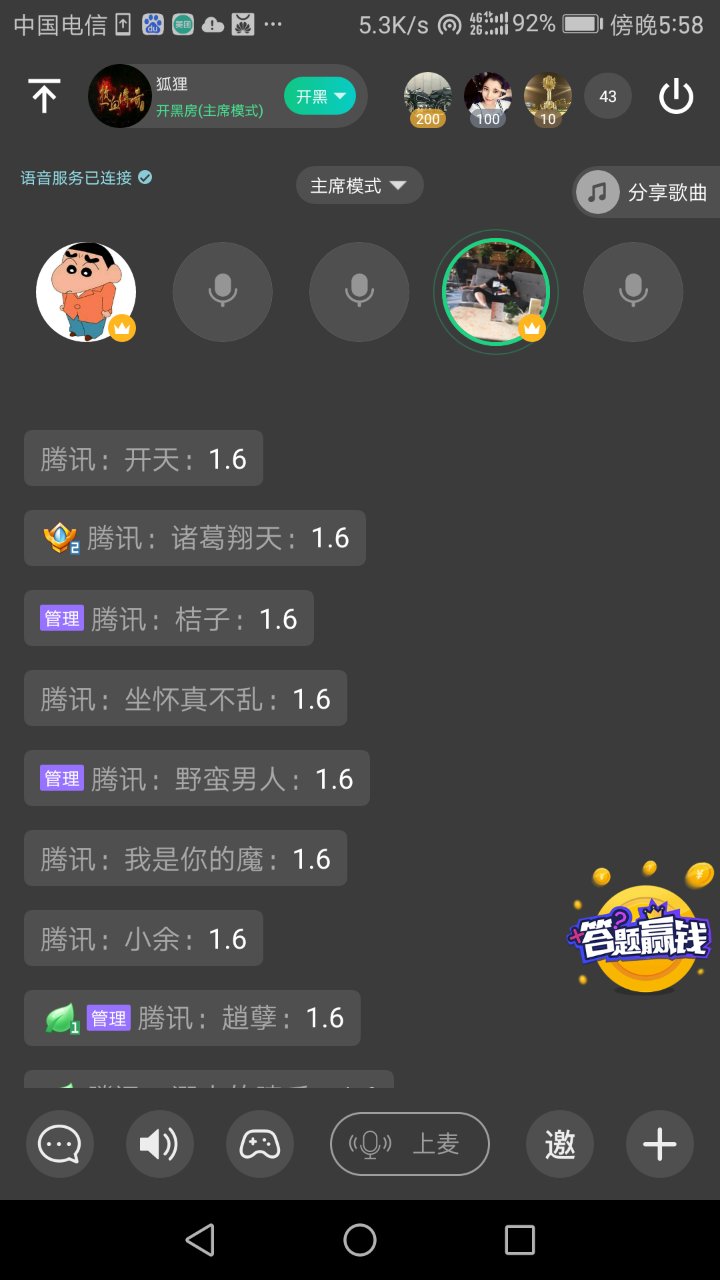 中国电信 5.3K/s 4G 2G 92% 傍晚5:58
狐狸
开黑房(主席模式)
开黑
200
100
10
43
语音服务已连接
主席模式
分享歌曲
腾讯：开天：1.6
2 腾讯：诸葛翔天：1.6
管理 腾讯：桔子：1.6
腾讯：坐怀真不乱：1.6
管理 腾讯：野蛮男人：1.6
腾讯：我是你的魔：1.6
腾讯：小余：1.6
答题赢钱
1 管理 腾讯：趙孽：1.6
上麦
邀